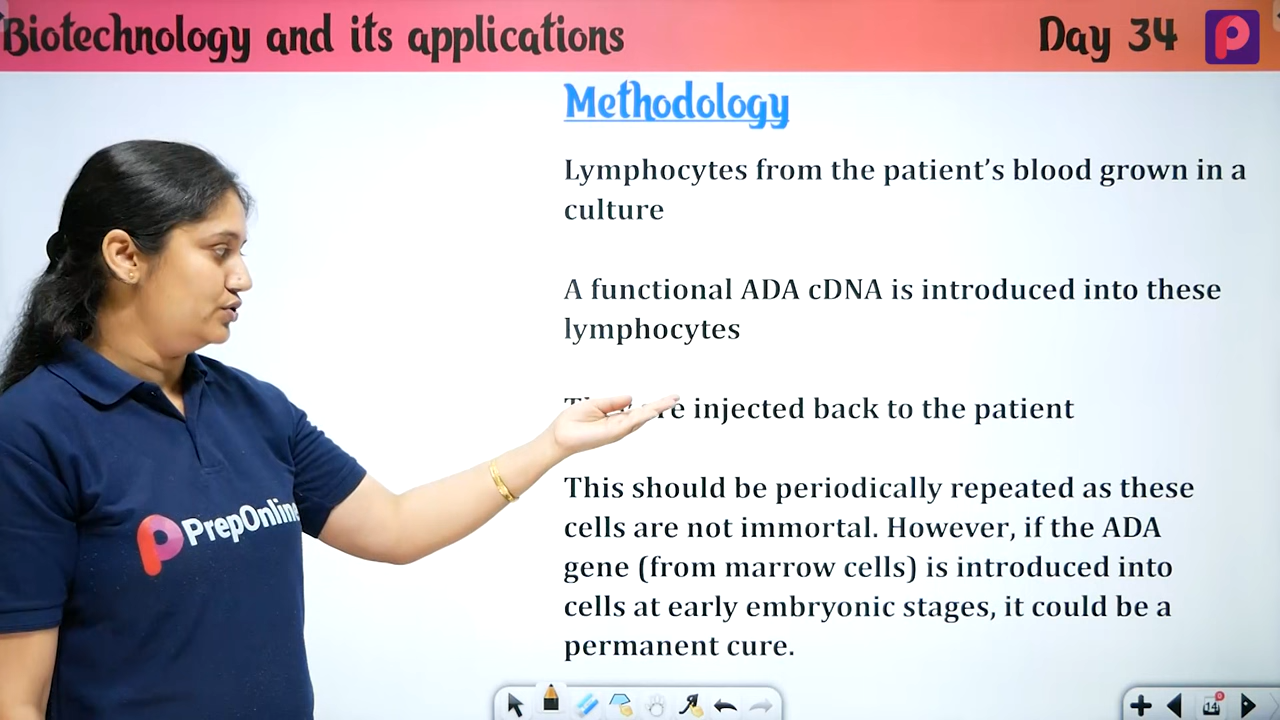 Biotechnology and its applications
Day 34
Methodology
Lymphocytes from the patient's blood grown in a
culture
A functional ADA cDNA is introduced into these
lymphocytes
injected back to the patient
This should be periodically repeated as these
cells are not immortal. However, if the ADA
gene (from marrow cells) is introduced into
cells at early embryonic stages, it could be a
permanent cure.
PrepOnline
14